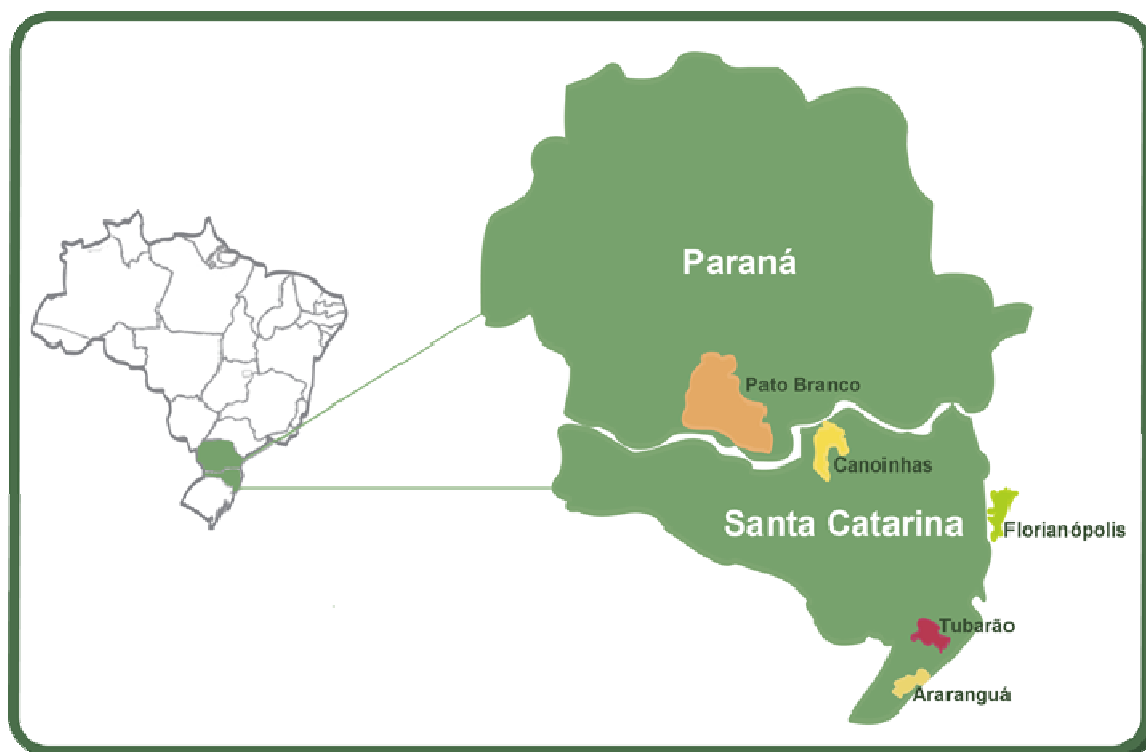 Paraná
Pato Branco
Canoinhas
Santa Catarina
Florianópolis
Tubarão
Araranguá